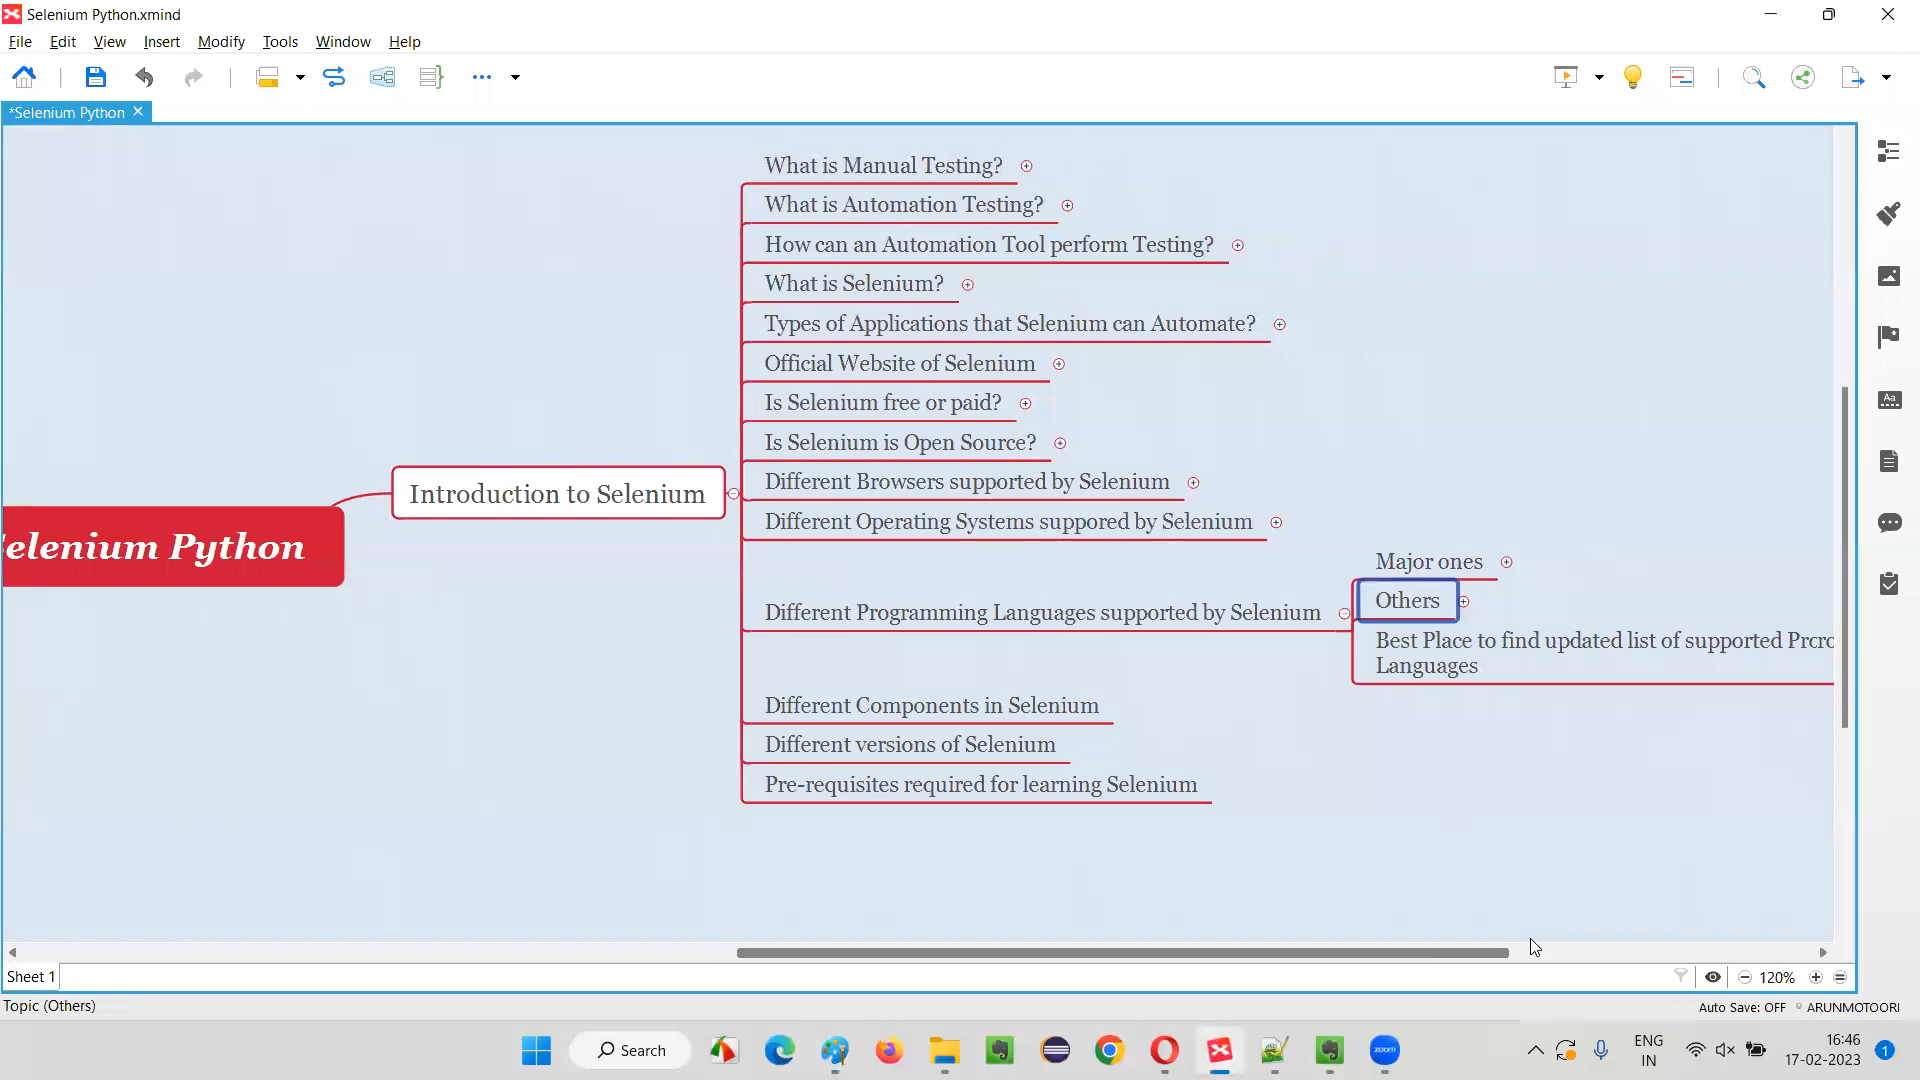 Selenium Python.xmind
File Edit View Insert Modify Tools Window Help
*Selenium Python
What is Manual Testing?
What is Automation Testing?
How can an Automation Tool perform Testing?
What is Selenium?
Types of Applications that Selenium can Automate?
Official Website of Selenium
Is Selenium free or paid?
Is Selenium is Open Source?
Different Browsers supported by Selenium
Introduction to Selenium
Different Operating Systems suppored by Selenium
elenium Python
Major ones
Others
Different Programming Languages supported by Selenium
Best Place to find updated list of supported
Languages
Different Components in Selenium
Different versions of Selenium
Pre-requisites required for learning Selenium
Aa
Sheet 1
120%
Topic (Others)
Auto Save: OFF ARUNMOTOORI
Search
zoom
ENG
IN
16:46
17-02-2023
1